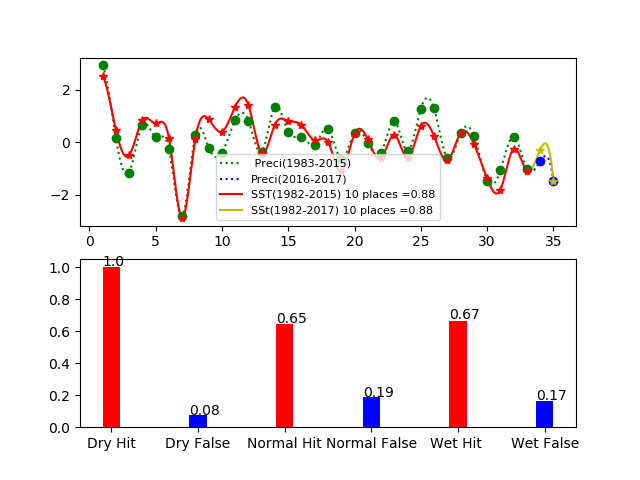 2
0
−2
Preci(1983-2015)
Preci(2016-2017)
SST(1982-2015) 10 places =0.88
SSt(1982-2017) 10 places =0.88
0 5 10 15 20 25 30 35
1.0
0.8
0.6
0.4
0.2
0.0
1.0
0.08
0.65
0.19
0.67
0.17
Dry Hit Dry False Normal Hit Normal False Wet Hit Wet False